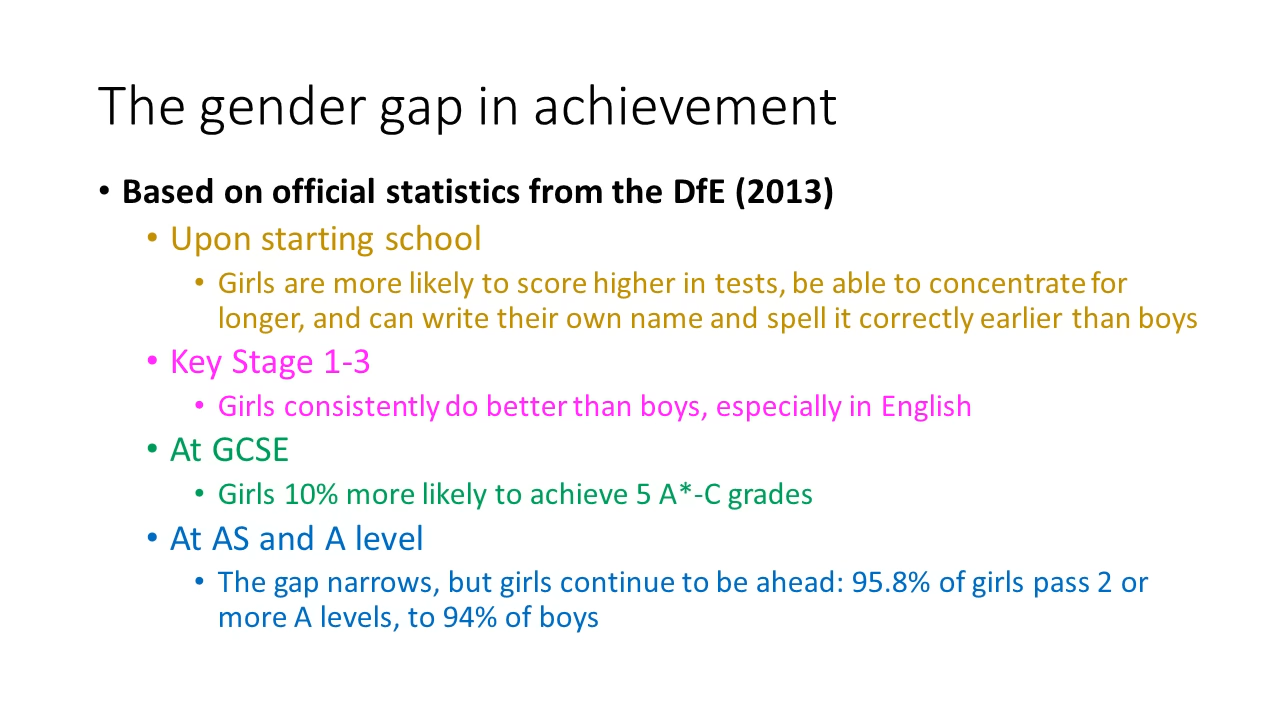 The gender gap in achievement
• Based on official statistics from the DfE (2013)
• Upon starting school
• Girls are more likely to score higher in tests, be able to concentrate for
longer, and can write their own name and spell it correctly earlier than boys
• Key Stage 1-3
• Girls consistently do better than boys, especially in English
• At GCSE
• Girls 10% more likely to achieve 5 A*-C grades
• At AS and A level
• The gap narrows, but girls continue to be ahead: 95.8% of girls pass 2 or
more A levels, to 94% of boys